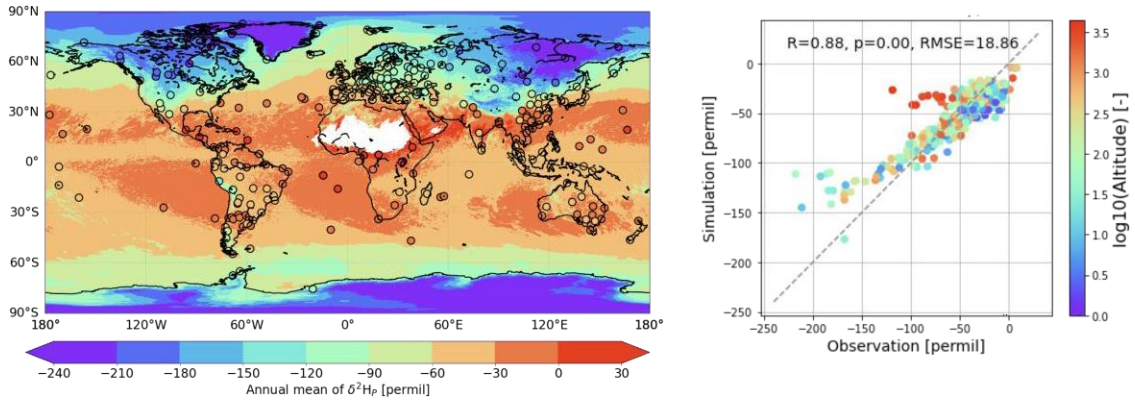 90°N
60°N
30°N
0°
30°S
60°S
90°S
180°
120°W
60°W
0°
60°E
120°E
180°
−240 −210 −180 −150 −120 −90 −60 −30 0 30
Annual mean of δ²H_P [permil]
R=0.88, p=0.00, RMSE=18.86
0
−50
−100
−150
−200
−250
Simulation [permil]
−250 −200 −150 −100 −50 0
Observation [permil]
3.5
3.0
2.5
2.0
1.5
1.0
0.5
0.0
log10(Altitude) [-]